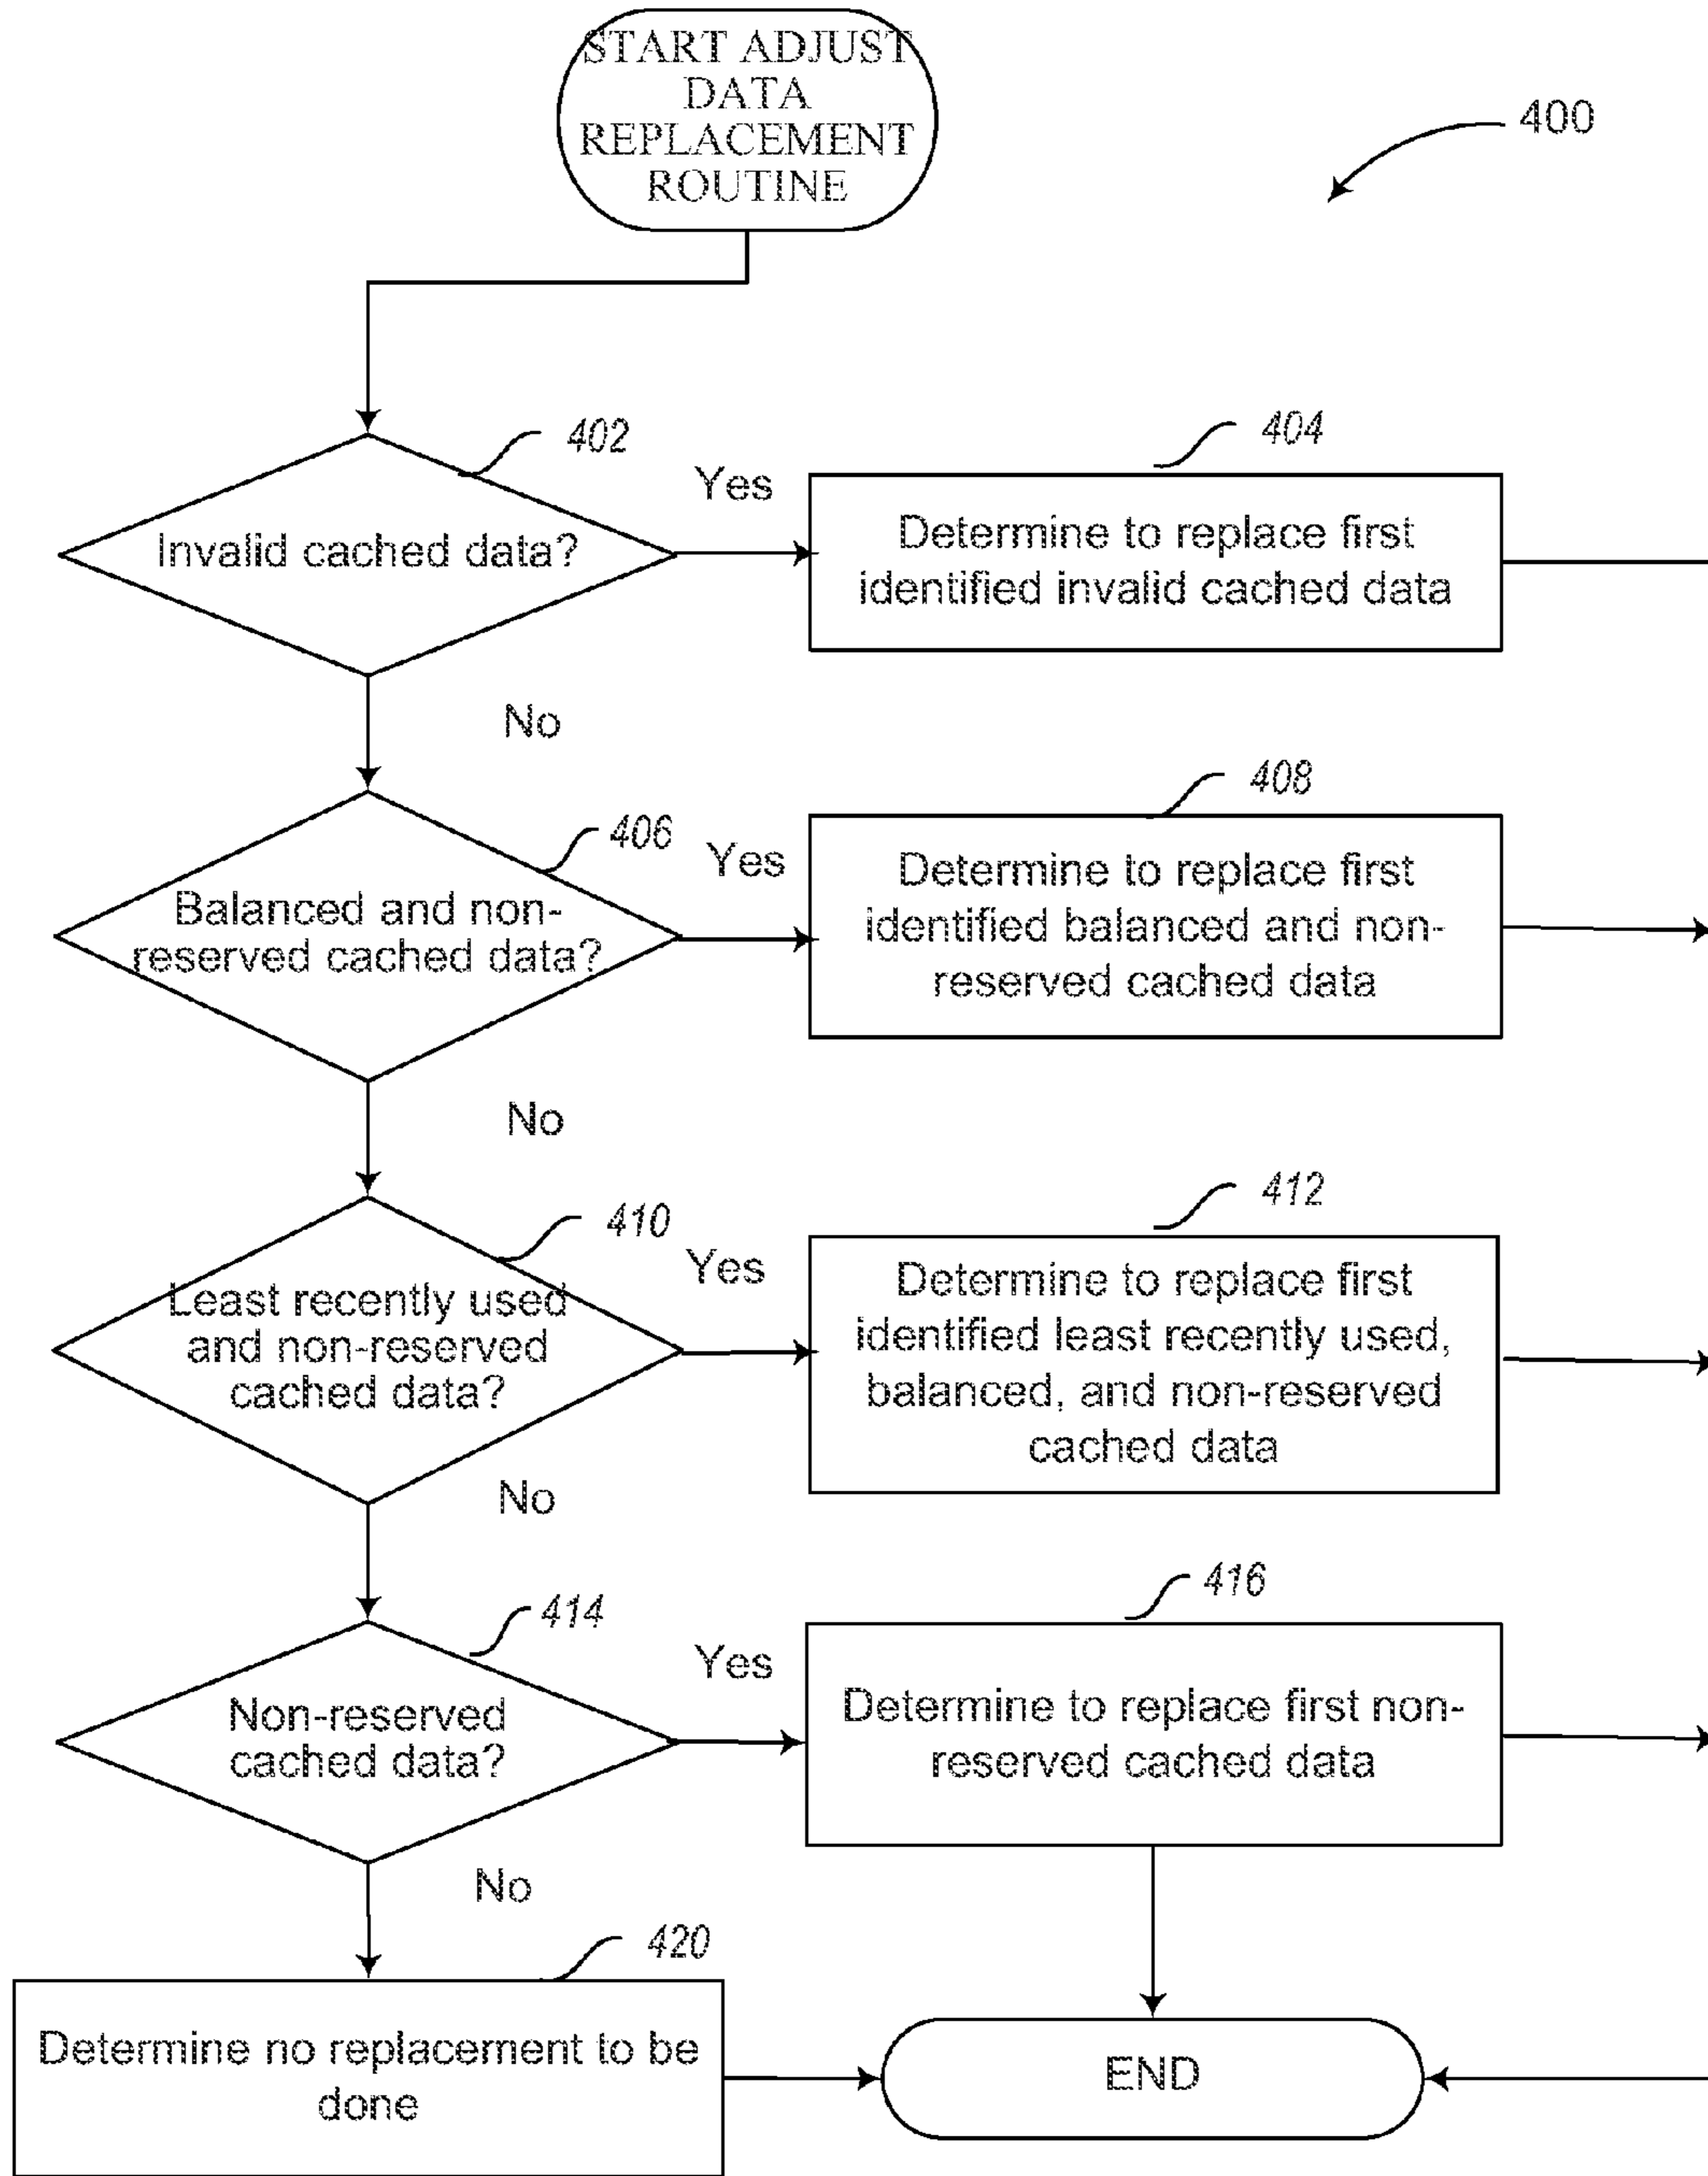 START ADJUST
DATA
REPLACEMENT
ROUTINE
400
402
Invalid cached data?
Yes
404
Determine to replace first
identified invalid cached data
No
406
Balanced and non-
reserved cached data?
Yes
408
Determine to replace first
identified balanced and non-
reserved cached data
No
410
Least recently used
and non-reserved
cached data?
Yes
412
Determine to replace first
identified least recently used,
balanced, and non-reserved
cached data
No
414
Non-reserved
cached data?
Yes
416
Determine to replace first non-
reserved cached data
No
420
Determine no replacement to be
done
END